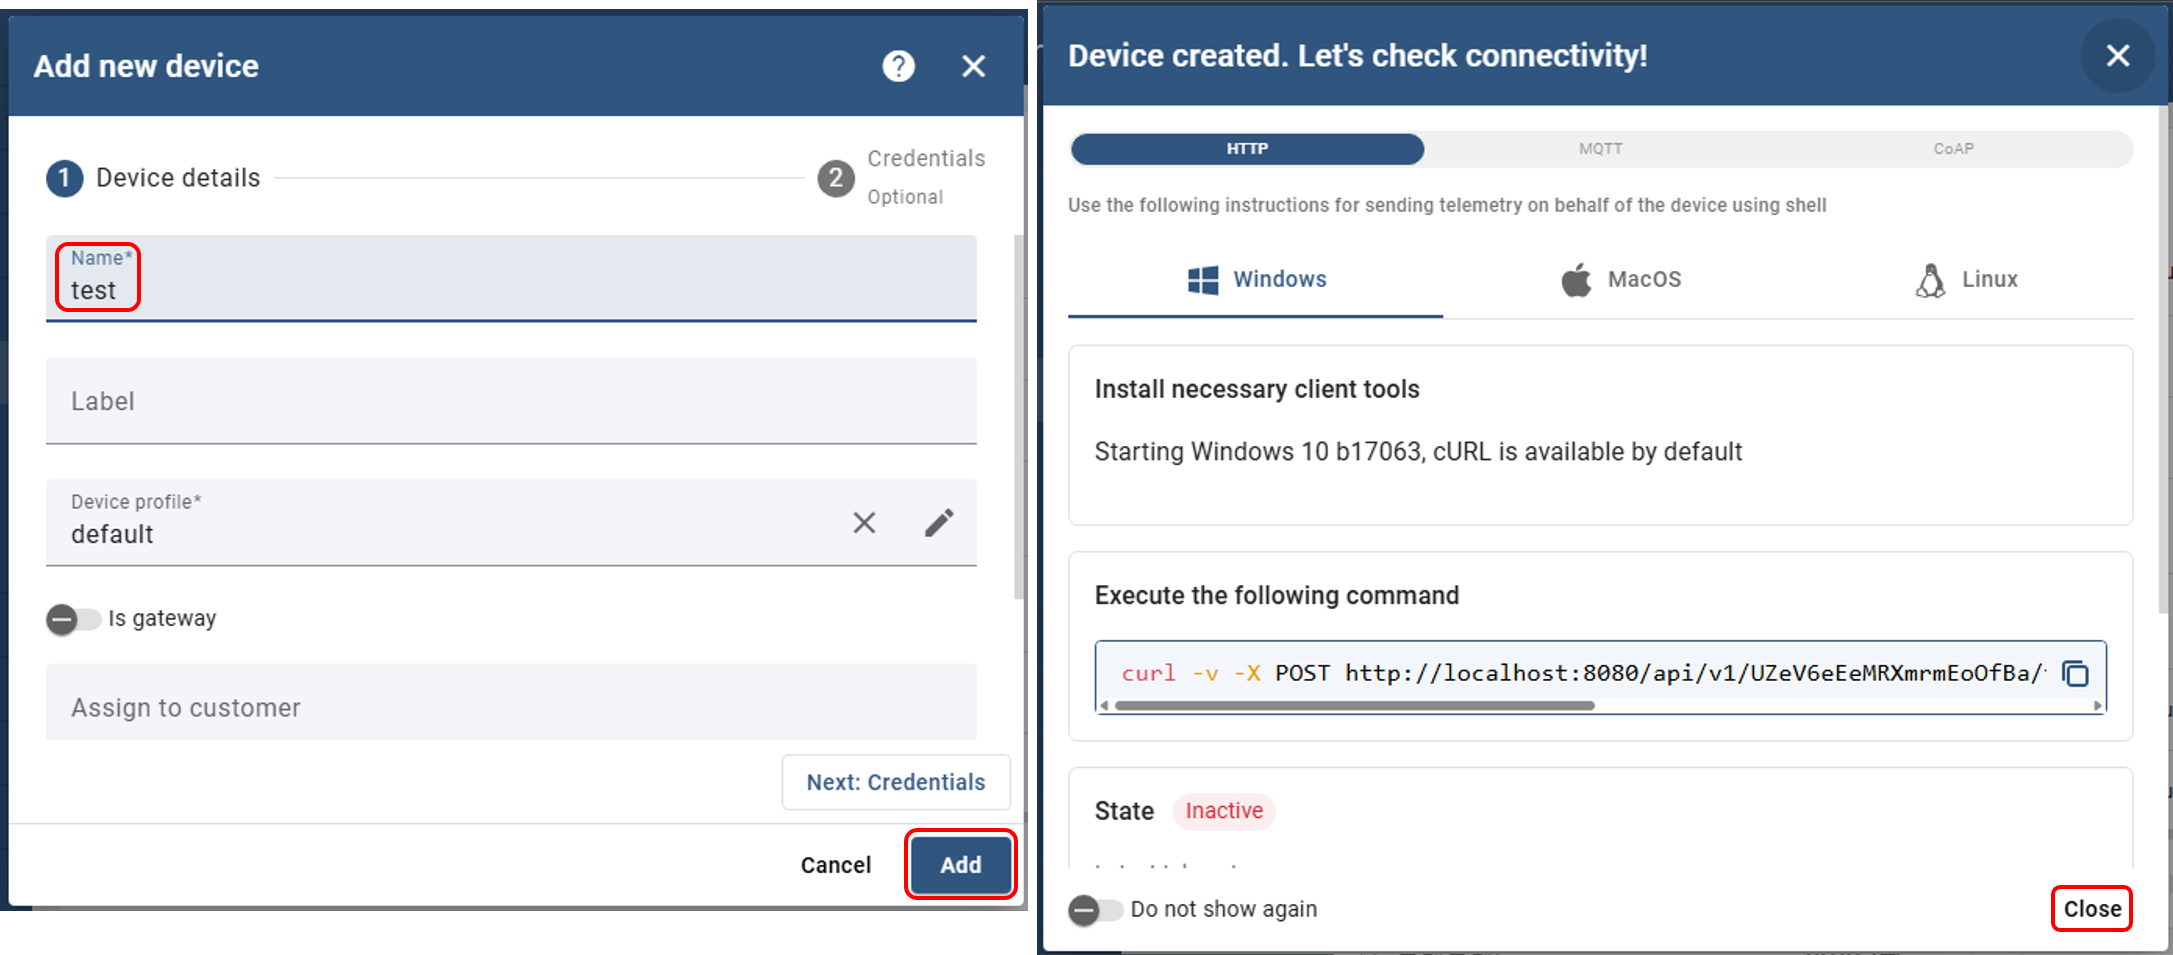 Add new device
?
1 Device details
2 Credentials
Optional
Name*
test
Label
Device profile*
default
Is gateway
Assign to customer
Next: Credentials
Cancel
Add
Device created. Let's check connectivity!
HTTP
MQTT
CoAP
Use the following instructions for sending telemetry on behalf of the device using shell
Windows
MacOS
Linux
Install necessary client tools
Starting Windows 10 b17063, cURL is available by default
Execute the following command
curl -v -X POST http://localhost:8080/api/v1/UZeV6eEeMRXmrmEoOfBa/
State Inactive
Do not show again
Close